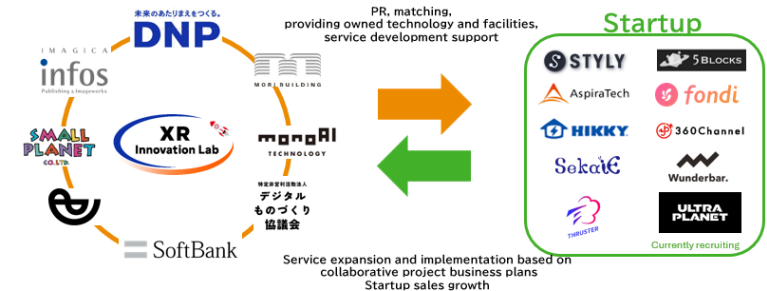 未来のあたりまえをつくる。
DNP
PR, matching,
providing owned technology and facilities,
service development support
Startup
IMAGICA
infos
Publishing & Imageworks
MORI BUILDING
SMALL
PLANET
CO.LTD.
XR
Innovation Lab
monoAI
TECHNOLOGY
特定非営利活動法人
デジタル
ものづくり
協議会
SoftBank
STYLY
5 BLOCKS
AspiraTech
fondi
HIKKY
360Channel
SekaiE
Wunderbar.
THRUSTER
ULTRA
PLANET
Currently recruiting
Service expansion and implementation based on
collaborative project business plans
Startup sales growth